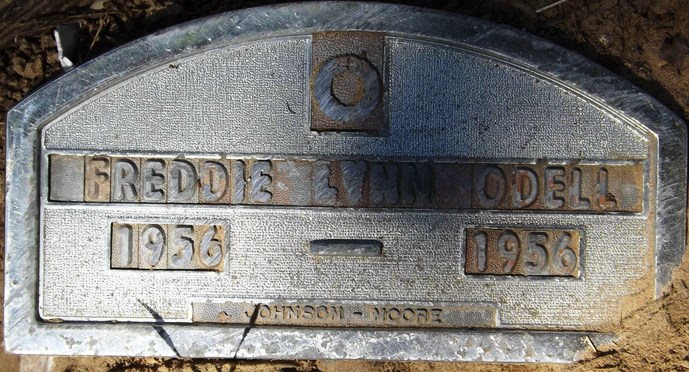 FREDDIE LYNN ODELL
1956 — 1956
JOHNSON - MOORE